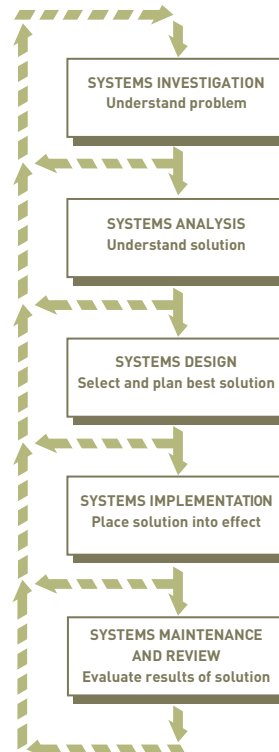 SYSTEMS INVESTIGATION
Understand problem
SYSTEMS ANALYSIS
Understand solution
SYSTEMS DESIGN
Select and plan best solution
SYSTEMS IMPLEMENTATION
Place solution into effect
SYSTEMS MAINTENANCE
AND REVIEW
Evaluate results of solution